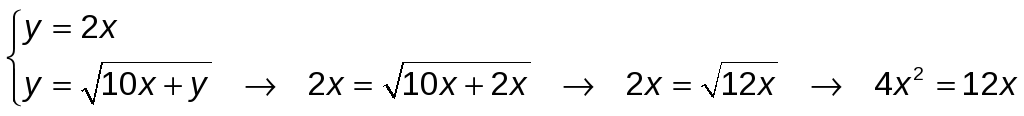 y = 2x
y = √(10x + y) → 2x = √(10x + 2x) → 2x = √(12x) → 4x² = 12x